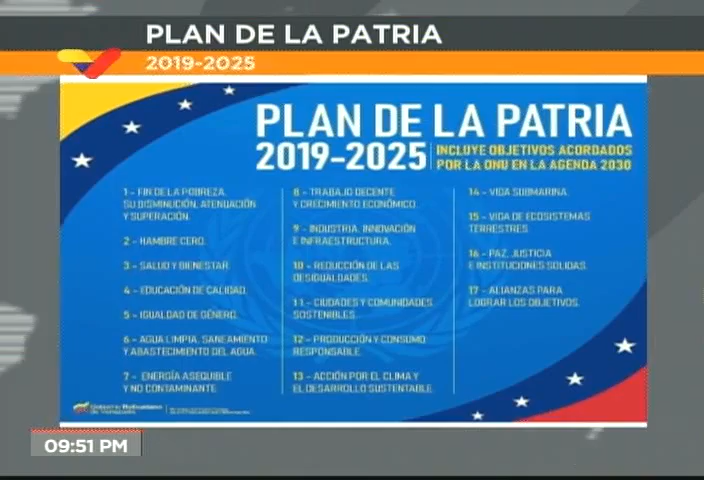 PLAN DE LA PATRIA
2019-2025
PLAN DE LA PATRIA
2019-2025
INCLUYE OBJETIVOS ACORDADOS
POR LA ONU EN LA AGENDA 2030
1 - FIN DE LA POBREZA,
SU DISMINUCIÓN, ATENUACIÓN
Y SUPERACIÓN.
2 - HAMBRE CERO.
3 - SALUD Y BIENESTAR.
4 - EDUCACIÓN DE CALIDAD.
5 - IGUALDAD DE GÉNERO.
6 - AGUA LIMPIA, SANEAMIENTO
Y ABASTECIMIENTO DEL AGUA.
7 - ENERGÍA ASEQUIBLE
Y NO CONTAMINANTE.
8 - TRABAJO DECENTE
Y CRECIMIENTO ECONÓMICO.
9 - INDUSTRIA, INNOVACIÓN
E INFRAESTRUCTURA.
10 - REDUCCIÓN DE LAS
DESIGUALDADES.
11 - CIUDADES Y COMUNIDADES
SOSTENIBLES.
12 - PRODUCCIÓN Y CONSUMO
RESPONSABLE.
13 - ACCIÓN POR EL CLIMA Y
EL DESARROLLO SUSTENTABLE.
14 - VIDA SUBMARINA.
15 - VIDA DE ECOSISTEMAS
TERRESTRES.
16 - PAZ, JUSTICIA
E INSTITUCIONES SOLIDAS.
17 - ALIANZAS PARA
LOGRAR LOS OBJETIVOS.
Gobierno Bolivariano
de Venezuela
09:51 PM